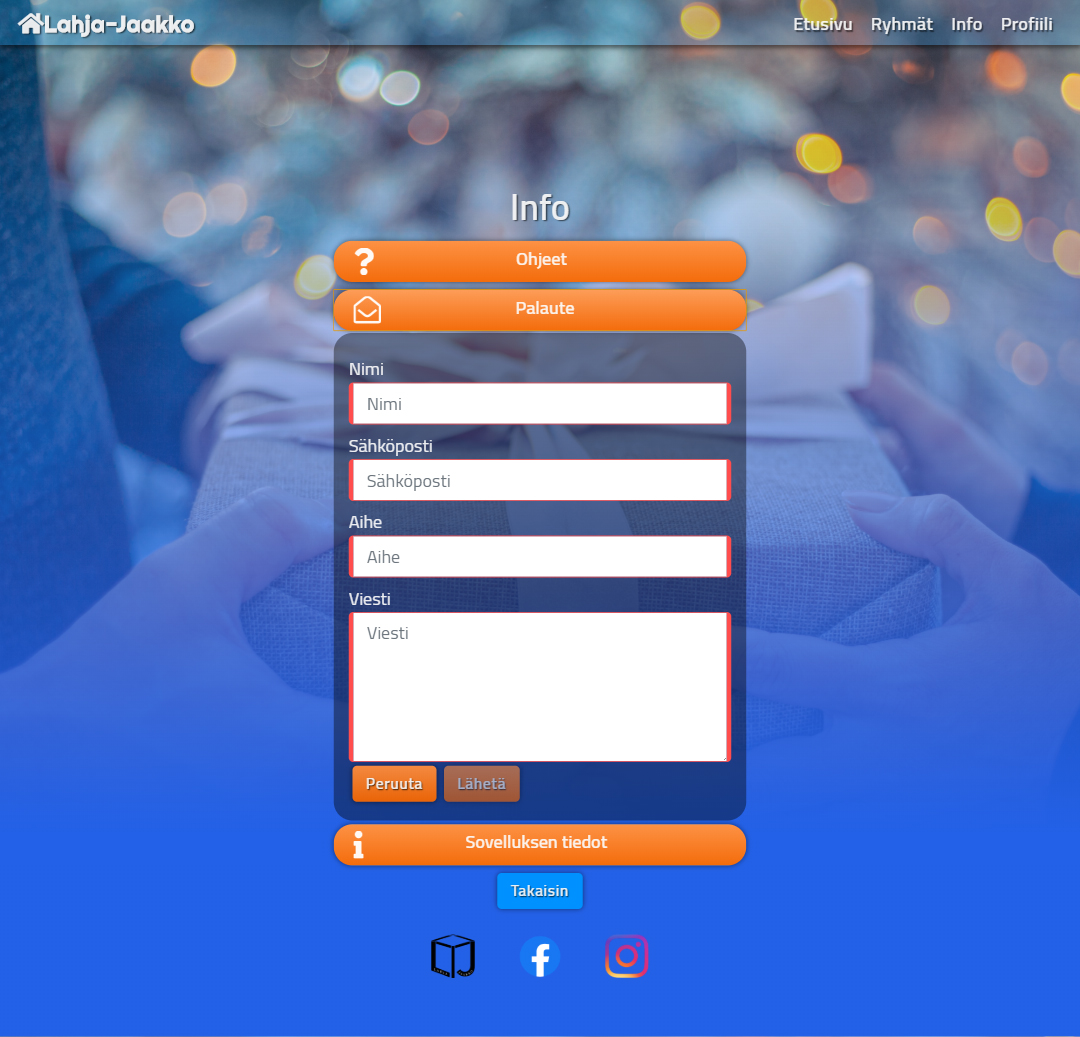 Lahja-Jaakko
Etusivu Ryhmät Info Profiili
Info
Ohjeet
Palaute
Nimi
Nimi
Sähköposti
Sähköposti
Aihe
Aihe
Viesti
Viesti
Peruuta Lähetä
Sovelluksen tiedot
Takaisin